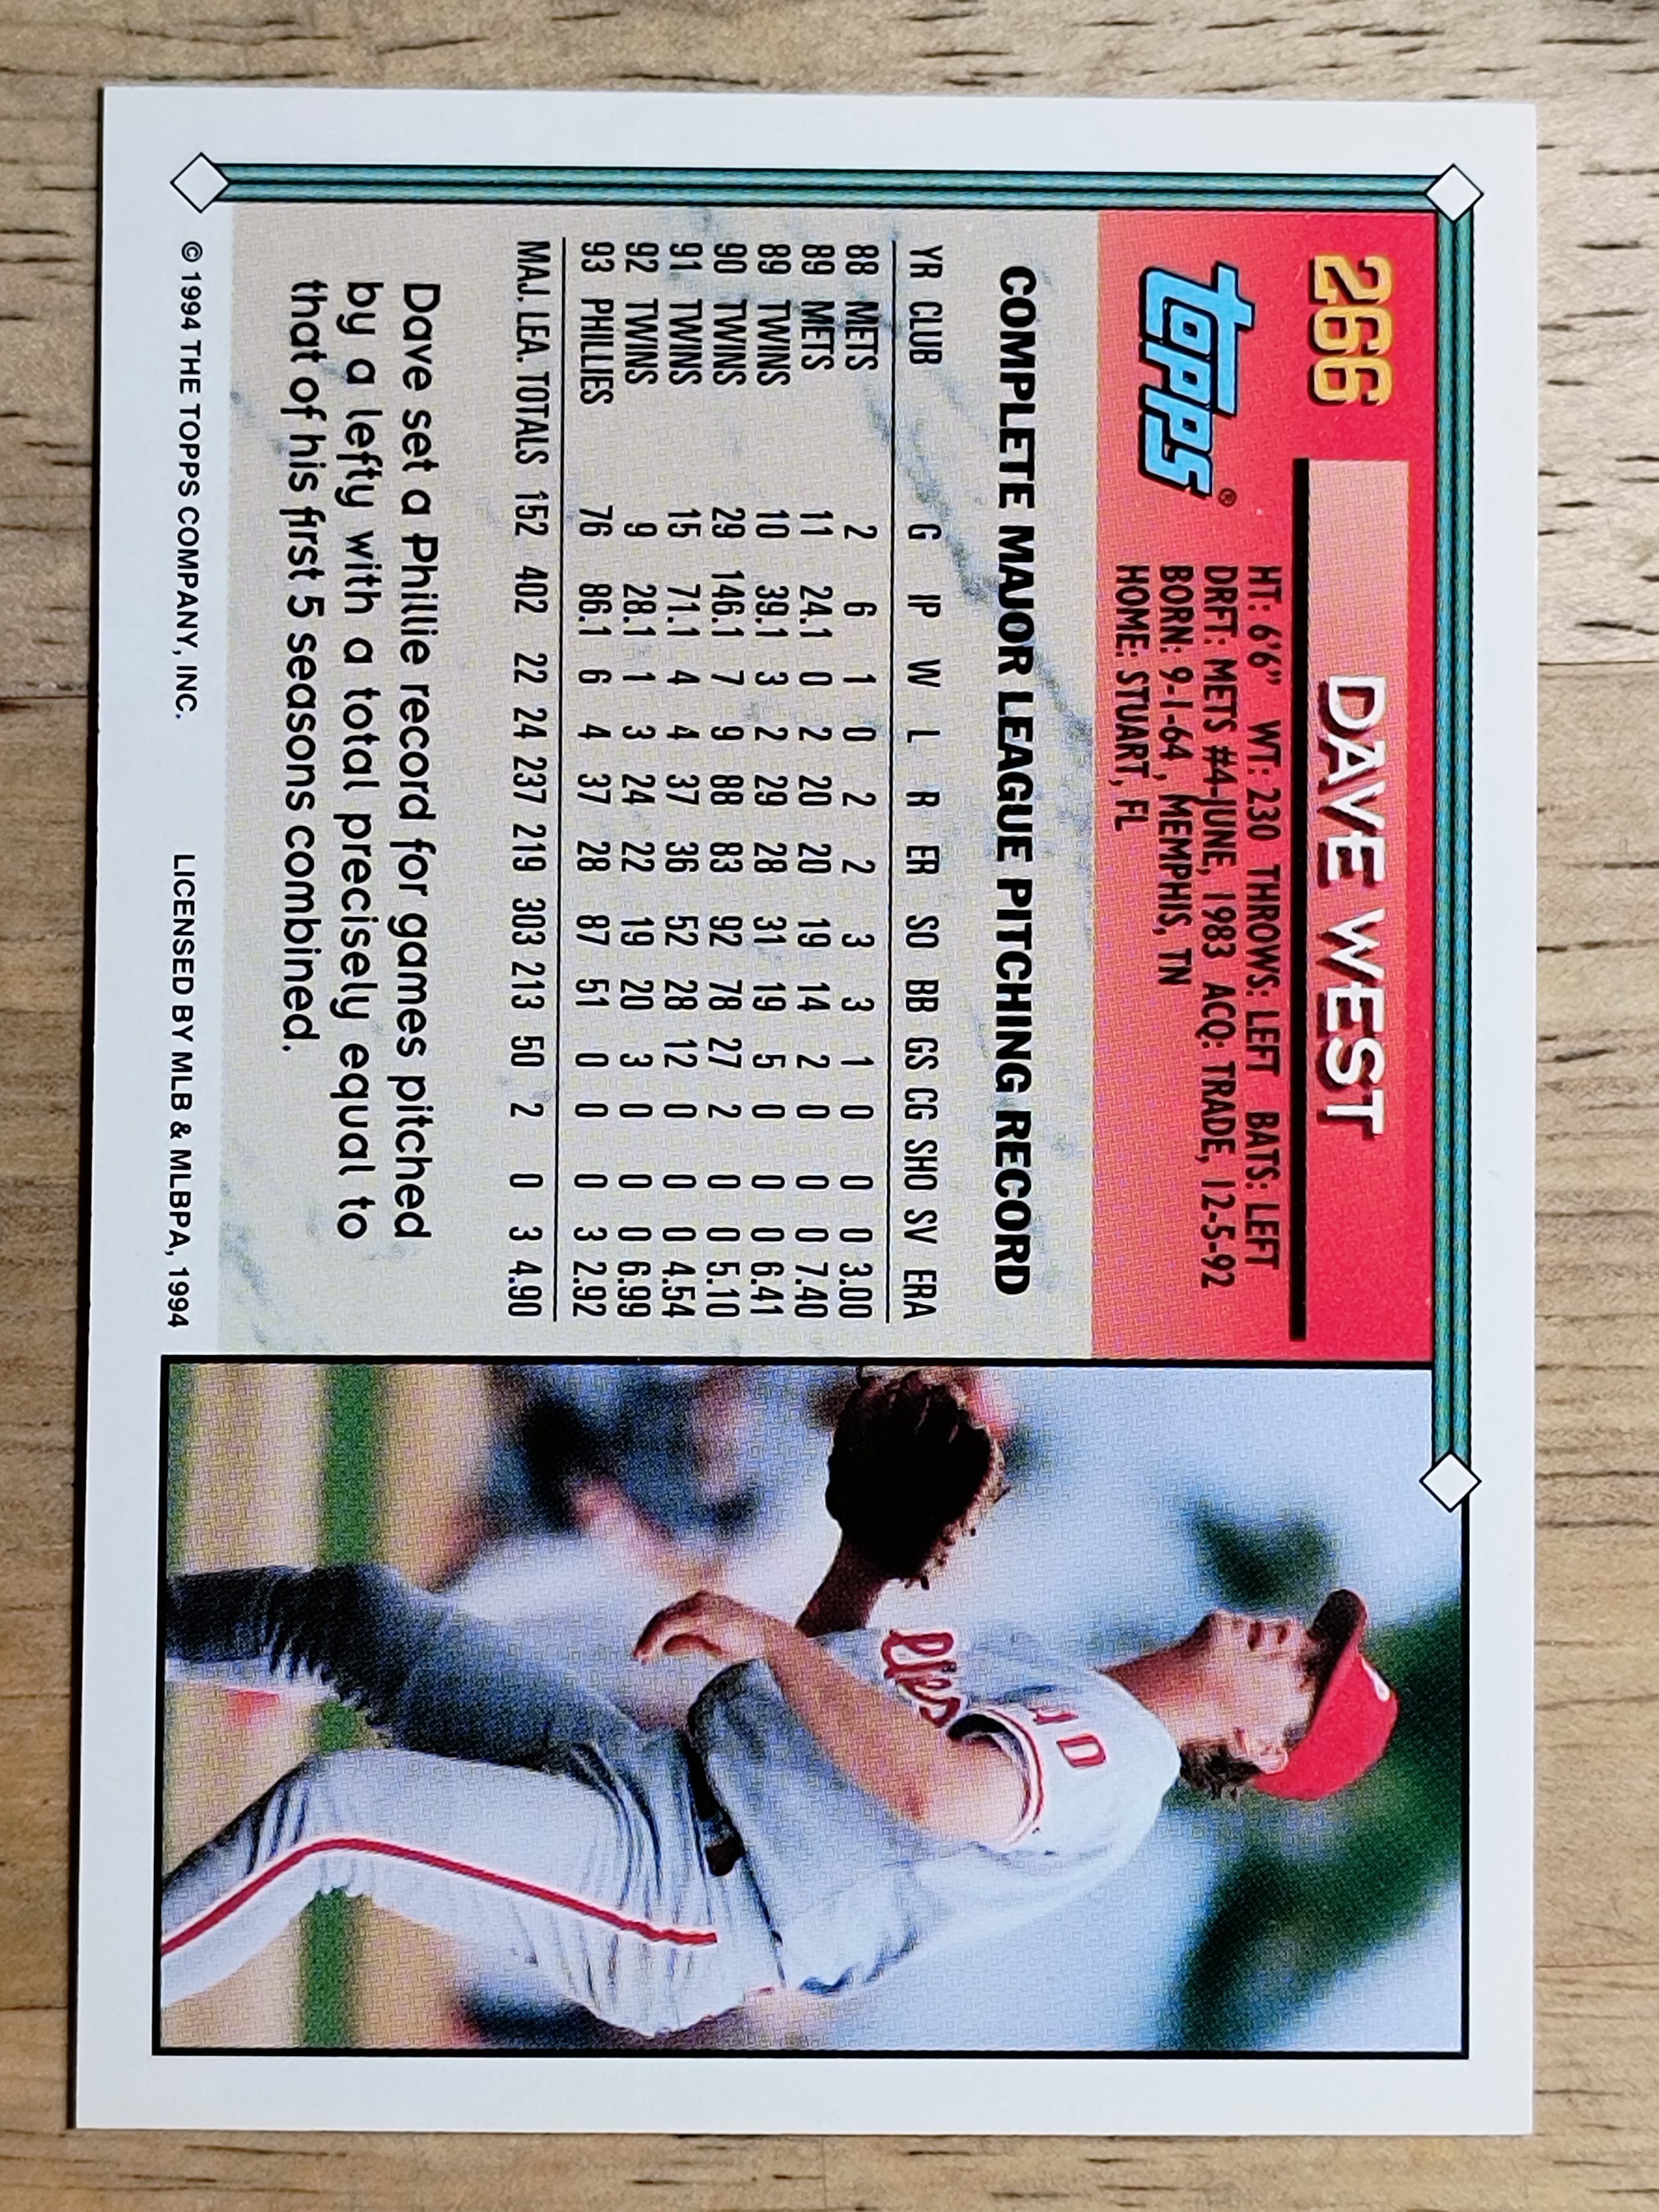 266 DAVE WEST
topps®
HT: 6'6" WT: 230 THROWS: LEFT BATS: LEFT
DRFT: METS #4-JUNE, 1983 ACQ: TRADE, 12-5-92
BORN: 9-1-64, MEMPHIS, TN
HOME: STUART, FL
COMPLETE MAJOR LEAGUE PITCHING RECORD
YR CLUB G IP W L R ER SO BB GS CG SHO SV ERA
88 METS 2 6 1 0 2 2 3 3 1 0 0 0 3.00
89 METS 11 24.1 0 2 20 20 19 14 2 0 0 0 7.40
89 TWINS 10 39.1 3 2 29 28 31 19 5 0 0 0 6.41
90 TWINS 29 146.1 7 9 88 83 92 78 27 2 0 0 5.10
91 TWINS 15 71.1 4 4 37 36 52 28 12 0 0 0 4.54
92 TWINS 9 28.1 1 3 24 22 19 20 3 0 0 0 6.99
93 PHILLIES 76 86.1 6 4 37 28 87 51 0 0 0 3 2.92
MAJ. LEA. TOTALS 152 402 22 24 237 219 303 213 50 2 0 3 4.90
Dave set a Phillie record for games pitched
by a lefty with a total precisely equal to
that of his first 5 seasons combined.
© 1994 THE TOPPS COMPANY, INC. LICENSED BY MLB & MLBPA, 1994